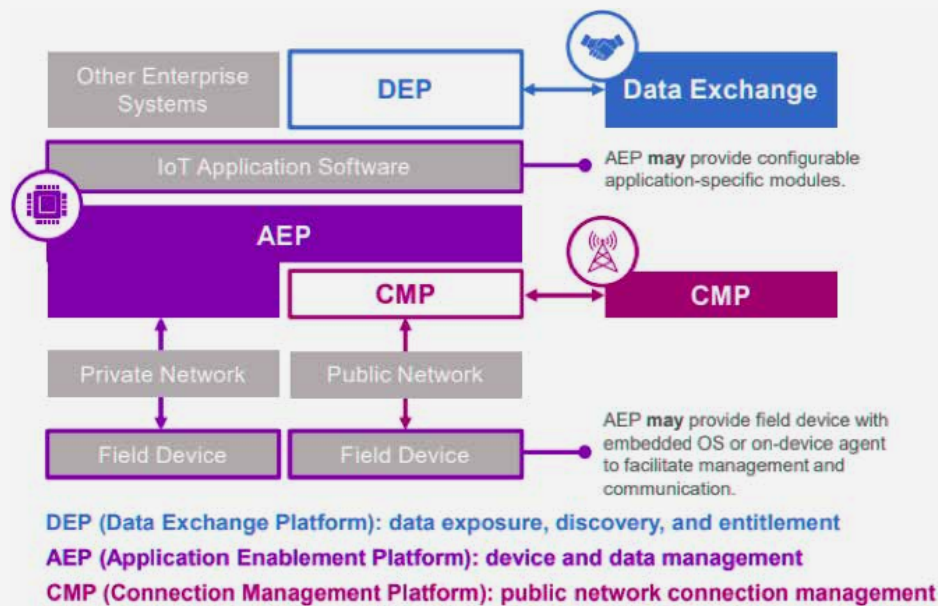 Other Enterprise
Systems
DEP
Data Exchange
IoT Application Software
AEP may provide configurable
application-specific modules.
AEP
CMP
CMP
Private Network
Public Network
Field Device
Field Device
AEP may provide field device with
embedded OS or on-device agent
to facilitate management and
communication.
DEP (Data Exchange Platform): data exposure, discovery, and entitlement
AEP (Application Enablement Platform): device and data management
CMP (Connection Management Platform): public network connection management